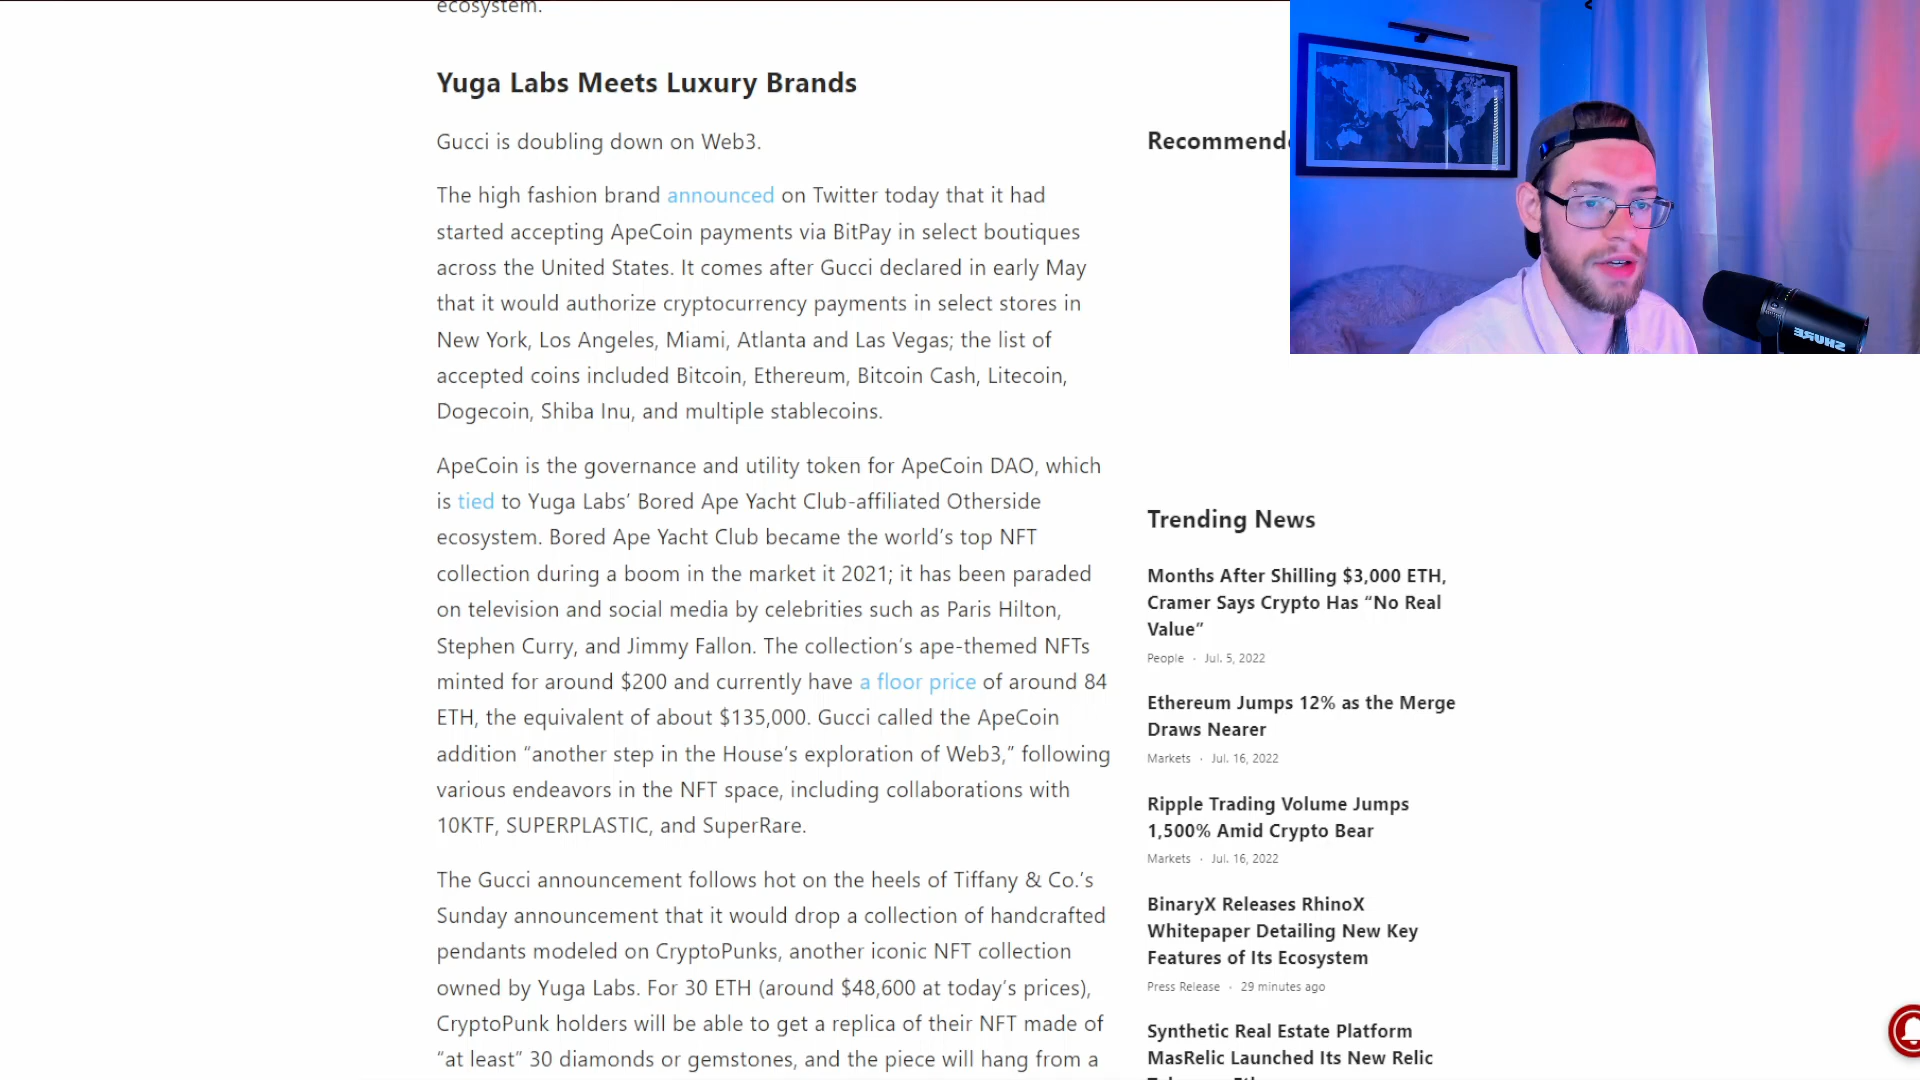 ecosystem.
Yuga Labs Meets Luxury Brands
Gucci is doubling down on Web3.
The high fashion brand announced on Twitter today that it had
started accepting ApeCoin payments via BitPay in select boutiques
across the United States. It comes after Gucci declared in early May
that it would authorize cryptocurrency payments in select stores in
New York, Los Angeles, Miami, Atlanta and Las Vegas; the list of
accepted coins included Bitcoin, Ethereum, Bitcoin Cash, Litecoin,
Dogecoin, Shiba Inu, and multiple stablecoins.
ApeCoin is the governance and utility token for ApeCoin DAO, which
is tied to Yuga Labs’ Bored Ape Yacht Club-affiliated Otherside
ecosystem. Bored Ape Yacht Club became the world’s top NFT
collection during a boom in the market it 2021; it has been paraded
on television and social media by celebrities such as Paris Hilton,
Stephen Curry, and Jimmy Fallon. The collection’s ape-themed NFTs
minted for around $200 and currently have a floor price of around 84
ETH, the equivalent of about $135,000. Gucci called the ApeCoin
addition “another step in the House’s exploration of Web3,” following
various endeavors in the NFT space, including collaborations with
10KTF, SUPERPLASTIC, and SuperRare.
The Gucci announcement follows hot on the heels of Tiffany & Co.’s
Sunday announcement that it would drop a collection of handcrafted
pendants modeled on CryptoPunks, another iconic NFT collection
owned by Yuga Labs. For 30 ETH (around $48,600 at today’s prices),
CryptoPunk holders will be able to get a replica of their NFT made of
“at least” 30 diamonds or gemstones, and the piece will hang from a
Recommend
SHURE
Trending News
Months After Shilling $3,000 ETH,
Cramer Says Crypto Has “No Real
Value”
People · Jul. 5, 2022
Ethereum Jumps 12% as the Merge
Draws Nearer
Markets · Jul. 16, 2022
Ripple Trading Volume Jumps
1,500% Amid Crypto Bear
Markets · Jul. 16, 2022
BinaryX Releases RhinoX
Whitepaper Detailing New Key
Features of Its Ecosystem
Press Release · 29 minutes ago
Synthetic Real Estate Platform
MasRelic Launched Its New Relic